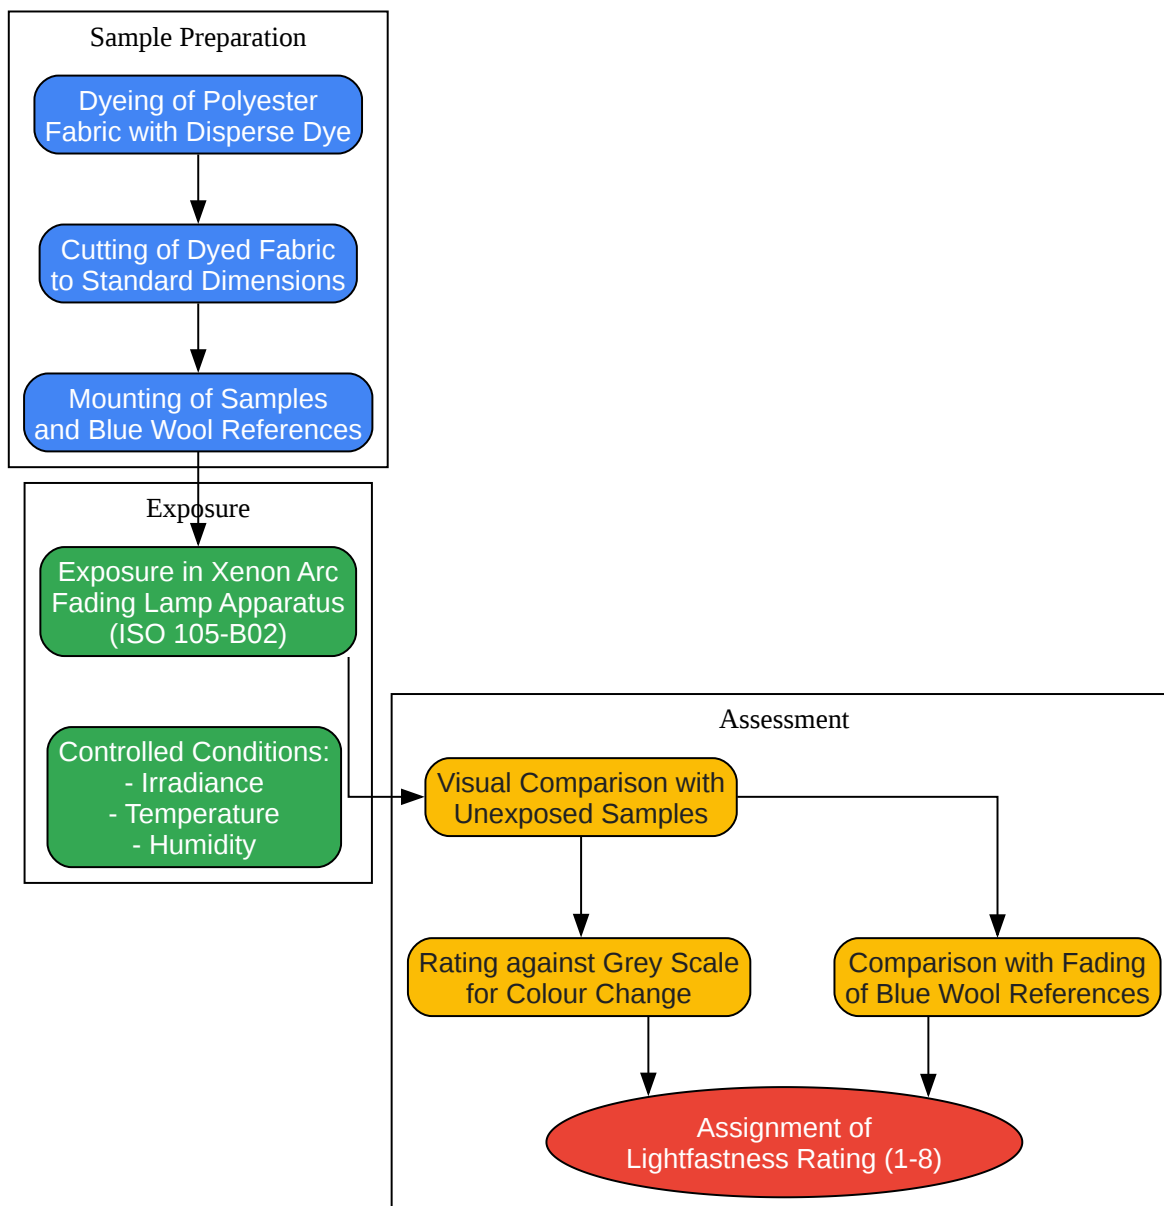 Sample Preparation
Dyeing of Polyester
Fabric with Disperse Dye
Cutting of Dyed Fabric
to Standard Dimensions
Mounting of Samples
and Blue Wool References
Exposure
Exposure in Xenon Arc
Fading Lamp Apparatus
(ISO 105-B02)
Controlled Conditions:
- Irradiance
- Temperature
- Humidity
Assessment
Visual Comparison with
Unexposed Samples
Rating against Grey Scale
for Colour Change
Comparison with Fading
of Blue Wool References
Assignment of
Lightfastness Rating (1-8)